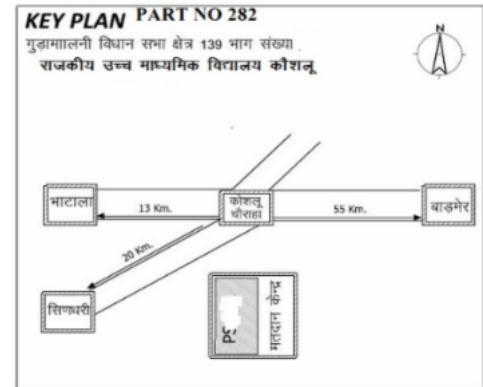 KEY PLAN PART NO 282
गुड़ामालानी विधान सभा क्षेत्र 139 भाग संख्या
राजकीय उच्च माध्यमिक विद्यालय कौशलू
N
भाटाला
13 Km.
कोशलू
चौराहा
55 Km.
बाड़मेर
20 Km.
सिणधरी
मतदान केन्द्र